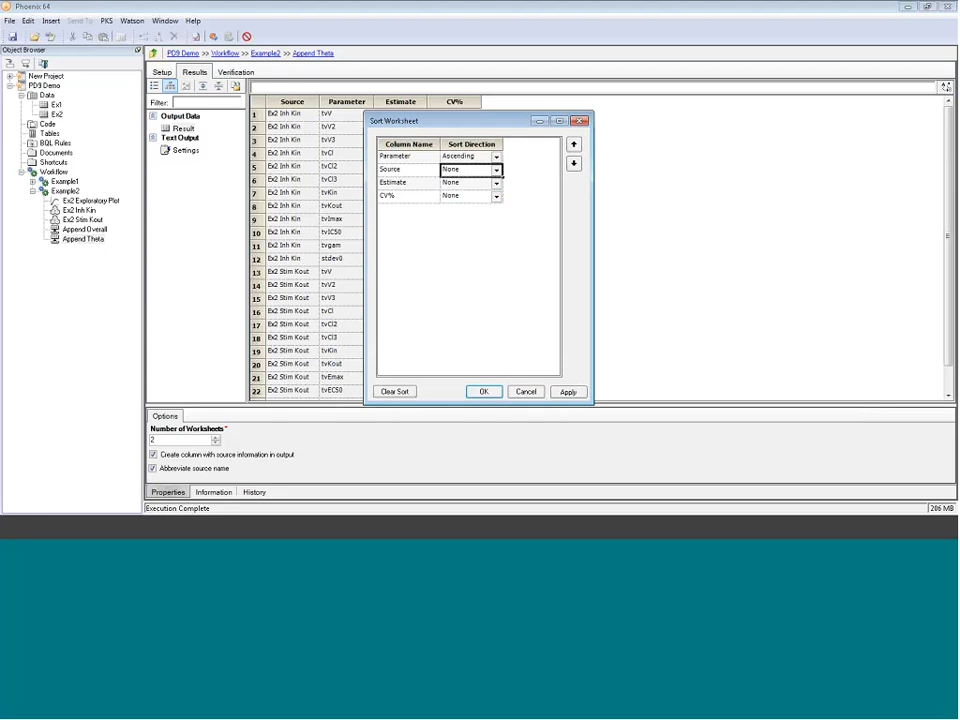 Phoenix 64
File Edit Insert Send To PKS Watson Window Help
Object Browser
New Project
PD9 Demo
Data
Ex1
Ex2
Code
Tables
BQL Rules
Documents
Shortcuts
Workflow
Example1
Example2
Ex2 Exploratory Plot
Ex2 Inh Kin
Ex2 Stim Kout
Append Overall
Append Theta
PD9 Demo >> Workflow >> Example2 >> Append Theta
Setup Results Verification
Filter:
Output Data
Result
Text Output
Settings
Source Parameter Estimate CV%
1 Ex2 Inh Kin tvV
2 Ex2 Inh Kin tvV2
3 Ex2 Inh Kin tvV3
4 Ex2 Inh Kin tvCl
5 Ex2 Inh Kin tvCl2
6 Ex2 Inh Kin tvCl3
7 Ex2 Inh Kin tvKin
8 Ex2 Inh Kin tvKout
9 Ex2 Inh Kin tvImax
10 Ex2 Inh Kin tvIC50
11 Ex2 Inh Kin tvgam
12 Ex2 Inh Kin stdev0
13 Ex2 Stim Kout tvV
14 Ex2 Stim Kout tvV2
15 Ex2 Stim Kout tvV3
16 Ex2 Stim Kout tvCl
17 Ex2 Stim Kout tvCl2
18 Ex2 Stim Kout tvCl3
19 Ex2 Stim Kout tvKin
20 Ex2 Stim Kout tvKout
21 Ex2 Stim Kout tvEmax
22 Ex2 Stim Kout tvEC50
Sort Worksheet
Column Name Sort Direction
Parameter Ascending
Source None
Estimate None
CV% None
Clear Sort OK Cancel Apply
Options
Number of Worksheets*
2
Create column with source information in output
Abbreviate source name
Properties Information History
Execution Complete 206 MB